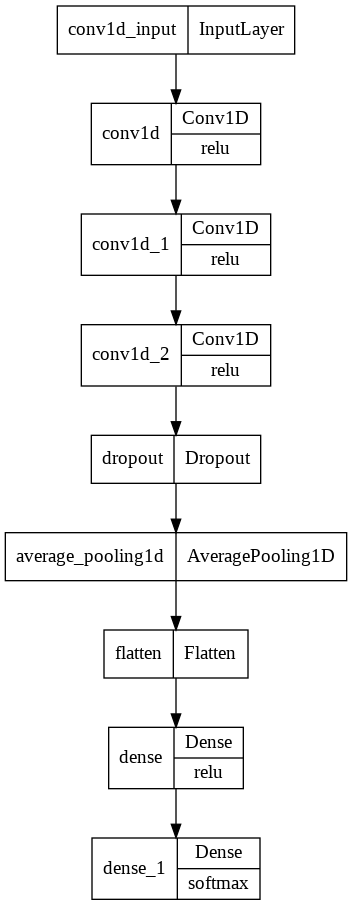 conv1d_input InputLayer
conv1d Conv1D
relu
conv1d_1 Conv1D
relu
conv1d_2 Conv1D
relu
dropout Dropout
average_pooling1d AveragePooling1D
flatten Flatten
dense Dense
relu
dense_1 Dense
softmax